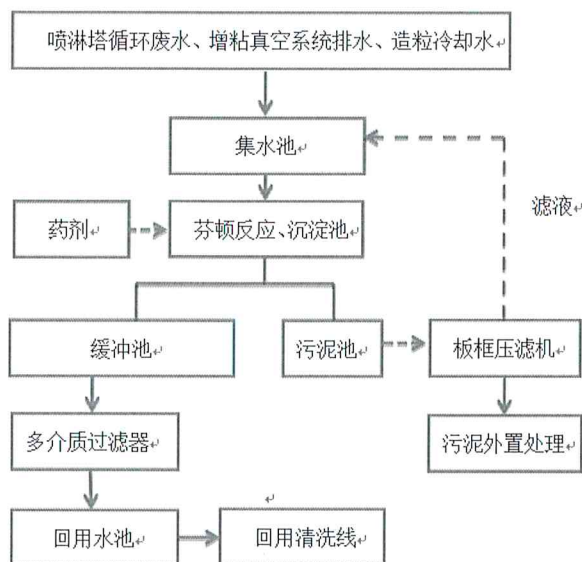 喷淋塔循环废水、增粘真空系统排水、造粒冷却水
集水池
滤液
药剂
芬顿反应、沉淀池
缓冲池
污泥池
板框压滤机
多介质过滤器
污泥外置处理
回用水池
回用清洗线